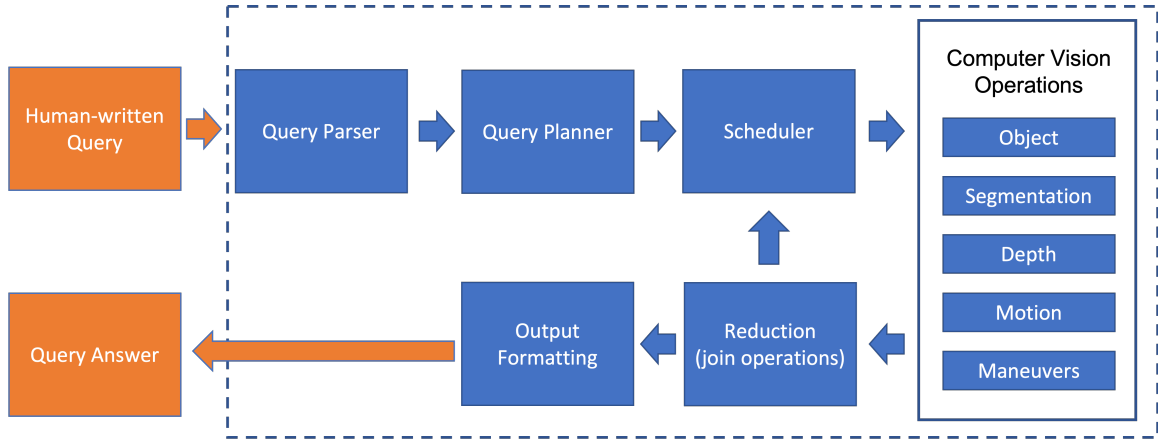 Human-written
Query
Query Parser
Query Planner
Scheduler
Computer Vision
Operations
Object
Segmentation
Depth
Motion
Maneuvers
Reduction
(join operations)
Output
Formatting
Query Answer